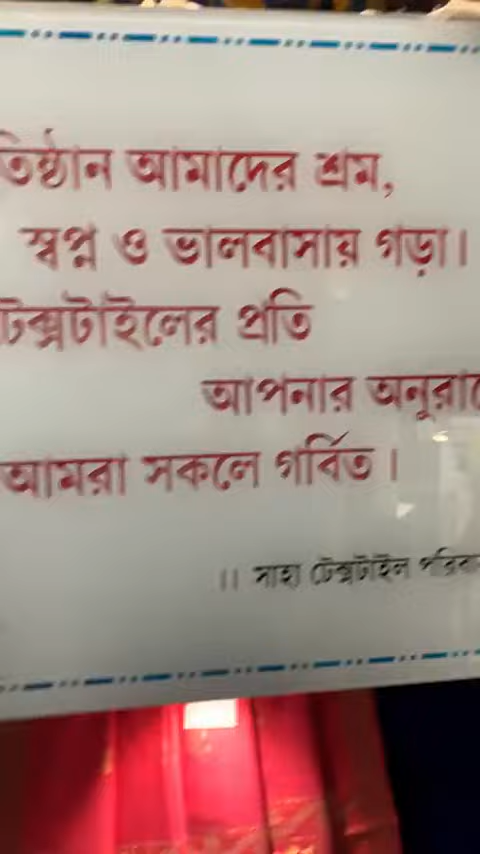 তিষ্ঠান আমাদের শ্রম,
স্বপ্ন ও ভালবাসায় গড়া।
টেক্সটাইলের প্রতি
আপনার অনুরাগে
আমরা সকলে গর্বিত।
।। সাহা টেক্সটাইল পরিবার